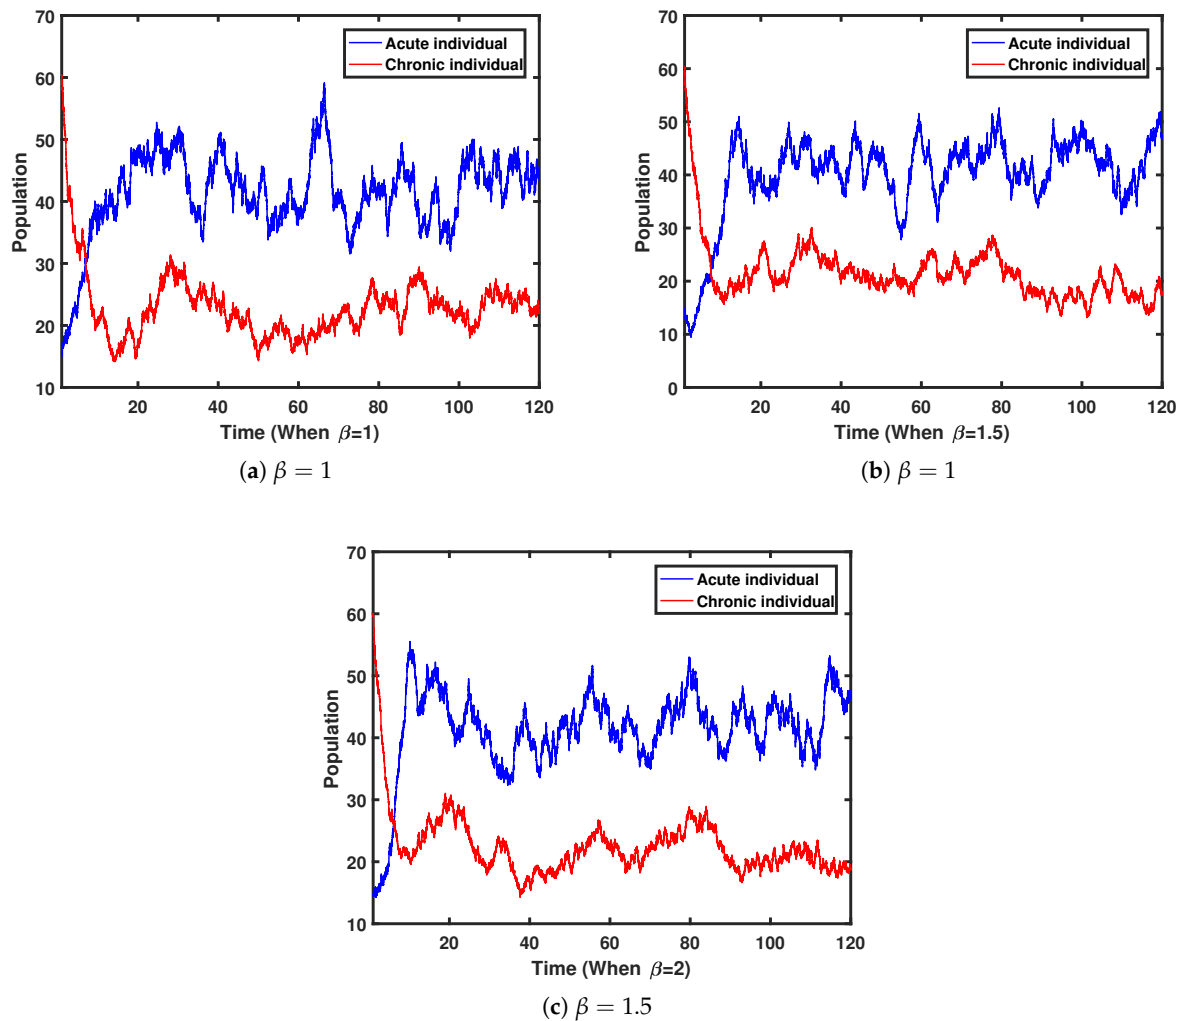 70
60
50
40
30
20
10
Population
Acute individual
Chronic individual
20 40 60 80 100 120
Time (When β=1)
(a) β = 1
70
60
50
40
30
20
10
0
Population
Acute individual
Chronic individual
20 40 60 80 100 120
Time (When β=1.5)
(b) β = 1
70
60
50
40
30
20
10
Population
Acute individual
Chronic individual
20 40 60 80 100 120
Time (When β=2)
(c) β = 1.5